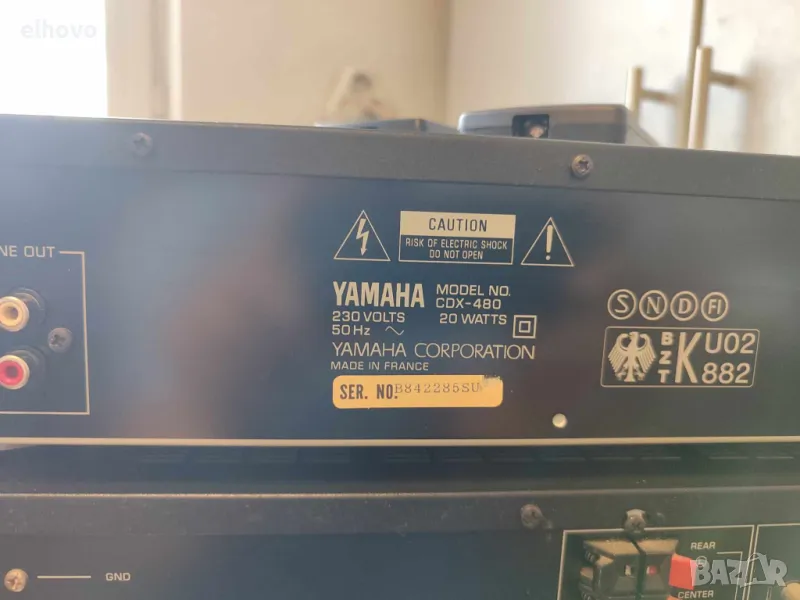 elhovo
NE OUT
CAUTION
RISK OF ELECTRIC SHOCK
DO NOT OPEN
YAMAHA MODEL NO. CDX-480
230 VOLTS 20 WATTS
50Hz
YAMAHA CORPORATION
MADE IN FRANCE
SER. NO. B842285SU
S N D FI
BZT K U02 882
REAR
CENTER
GND
BAZAR